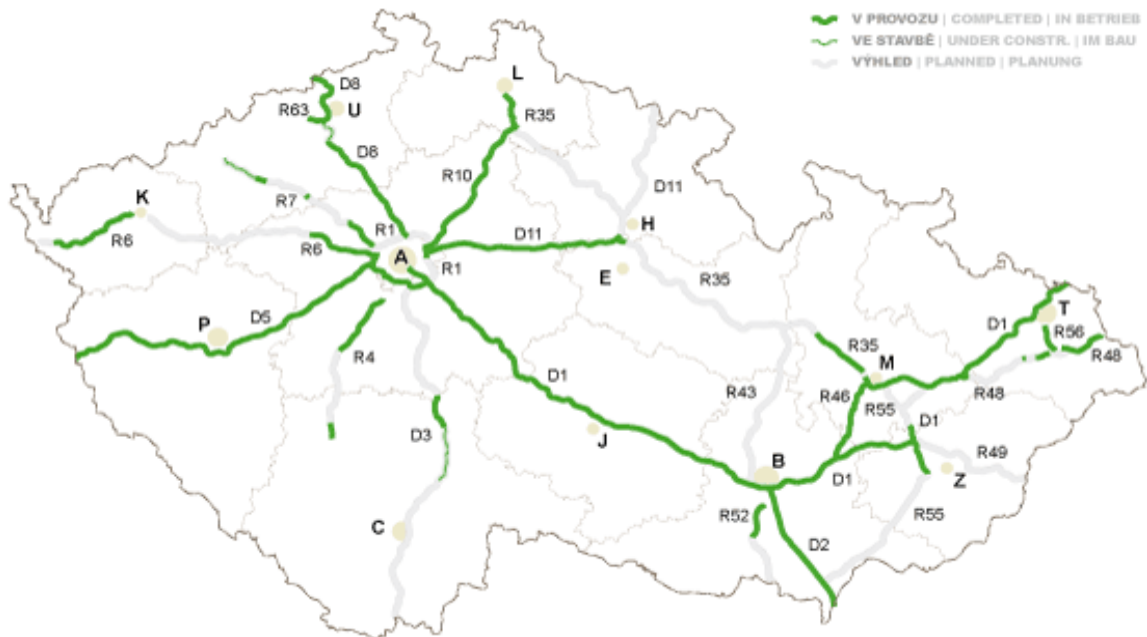 V PROVOZU | COMPLETED | IN BETRIEB
VE STAVBĚ | UNDER CONSTR. | IM BAU
VÝHLED | PLANNED | PLANUNG
D8
L
R63
U
R35
D8
R10
D11
R7
K
R1
H
R6
R6
D11
A
R1
E
R35
P
D5
D1
T
R56
R4
R35
M
R48
D1
R43
R46
R48
R55
D3
D1
J
B
R49
D1
Z
R52
R55
C
D2